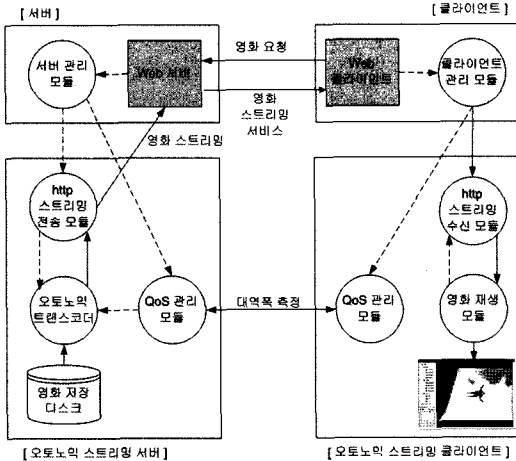 [ 서버 ]
[ 클라이언트 ]
서버 관리
모듈
Web 서버
영화 요청
Web
클라이언트
클라이언트
관리 모듈
영화
스트리밍
서비스
영화 스트리밍
http
스트리밍
전송 모듈
http
스트리밍
수신 모듈
오토노믹
트랜스코더
QoS 관리
모듈
대역폭 측정
QoS 관리
모듈
영화 재생
모듈
영화 저장
디스크
[ 오토노믹 스트리밍 서버 ]
[ 오토노믹 스트리밍 클라이언트 ]